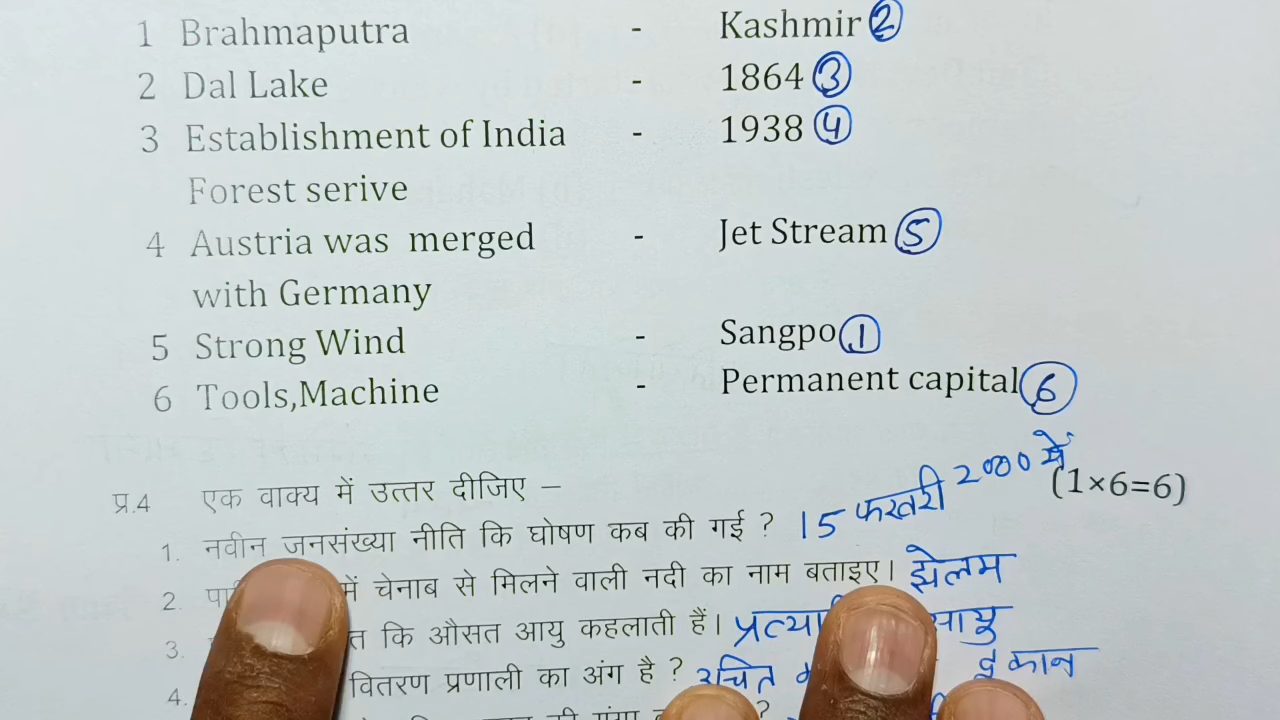 1 Brahmaputra - Kashmir 2
2 Dal Lake - 1864 3
3 Establishment of India - 1938 4
Forest serive
4 Austria was merged - Jet Stream 5
with Germany
5 Strong Wind - Sangpo 1
6 Tools,Machine - Permanent capital 6
प्र.4 एक वाक्य में उत्तर दीजिए – (1×6=6)
1. नवीन जनसंख्या नीति कि घोषण कब की गई ? 15 फरवरी 2000 में
2. में चेनाब से मिलने वाली नदी का नाम बताइए। झेलम
3. कि औसत आयु कहलाती हैं।
4. वितरण प्रणाली का अंग है ? उचित